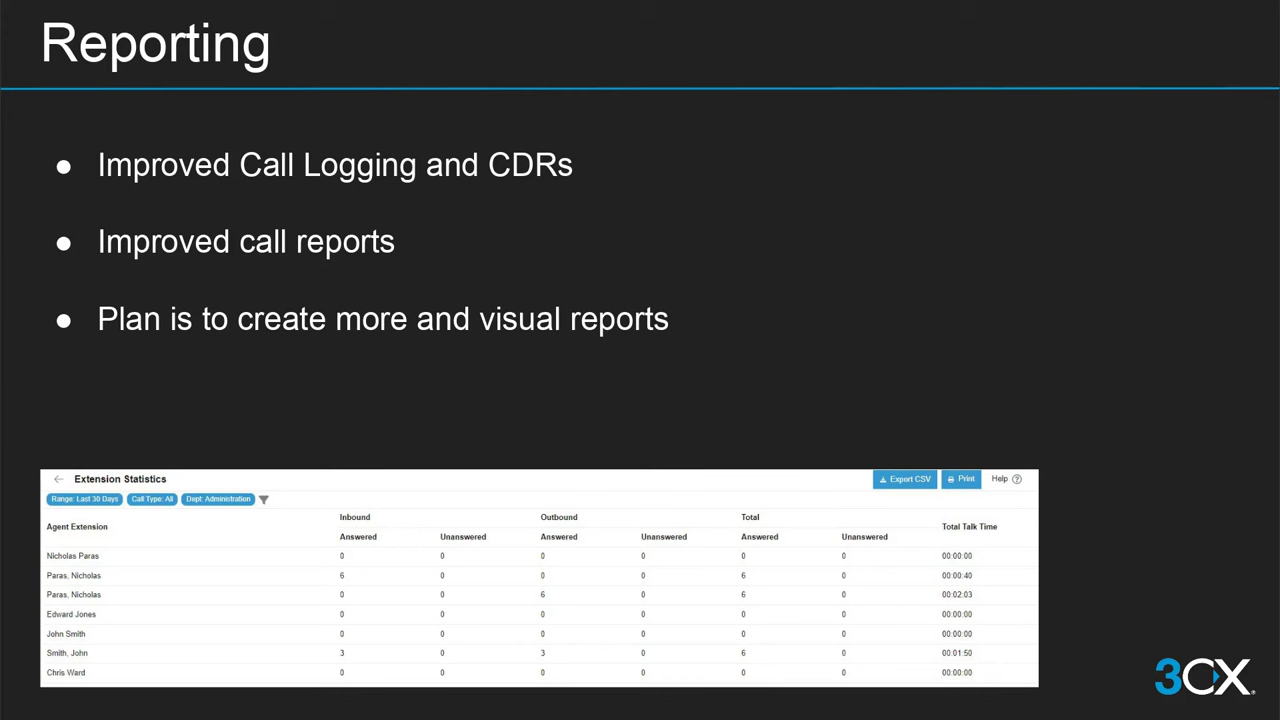 Reporting
● Improved Call Logging and CDRs
● Improved call reports
● Plan is to create more and visual reports
Extension Statistics Export CSV Print Help
Range: Last 30 Days Call Type: All Dept: Administration
Agent Extension Inbound Outbound Total Total Talk Time
Answered Unanswered Answered Unanswered Answered Unanswered
Nicholas Paras 0 0 0 0 0 0 00:00:00
Paras, Nicholas 6 0 0 0 6 0 00:00:40
Paras, Nicholas 0 0 6 0 6 0 00:02:03
Edward Jones 0 0 0 0 0 0 00:00:00
John Smith 0 0 0 0 0 0 00:00:00
Smith, John 3 0 3 0 6 0 00:01:50
Chris Ward 0 0 0 0 0 0 00:00:00
3CX